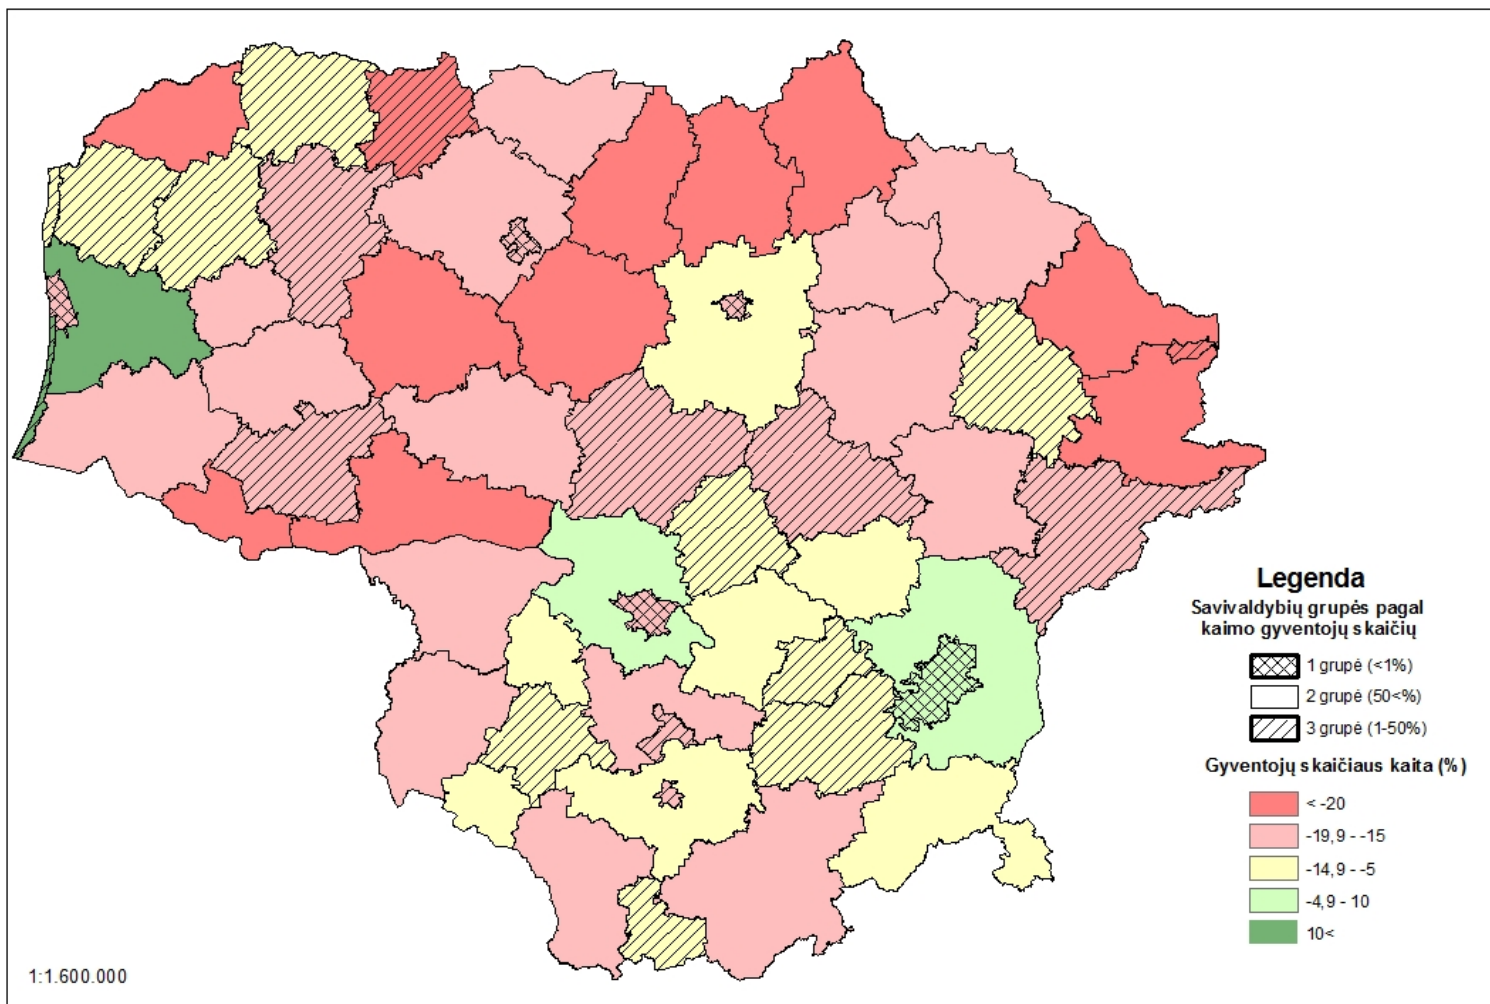 Legenda
Savivaldybių grupės pagal
kaimo gyventojų skaičių
1 grupė (<1%)
2 grupė (50<%)
3 grupė (1-50%)
Gyventojų skaičiaus kaita (%)
< -20
-19,9 - -15
-14,9 - -5
-4,9 - 10
10<
1:1.600.000